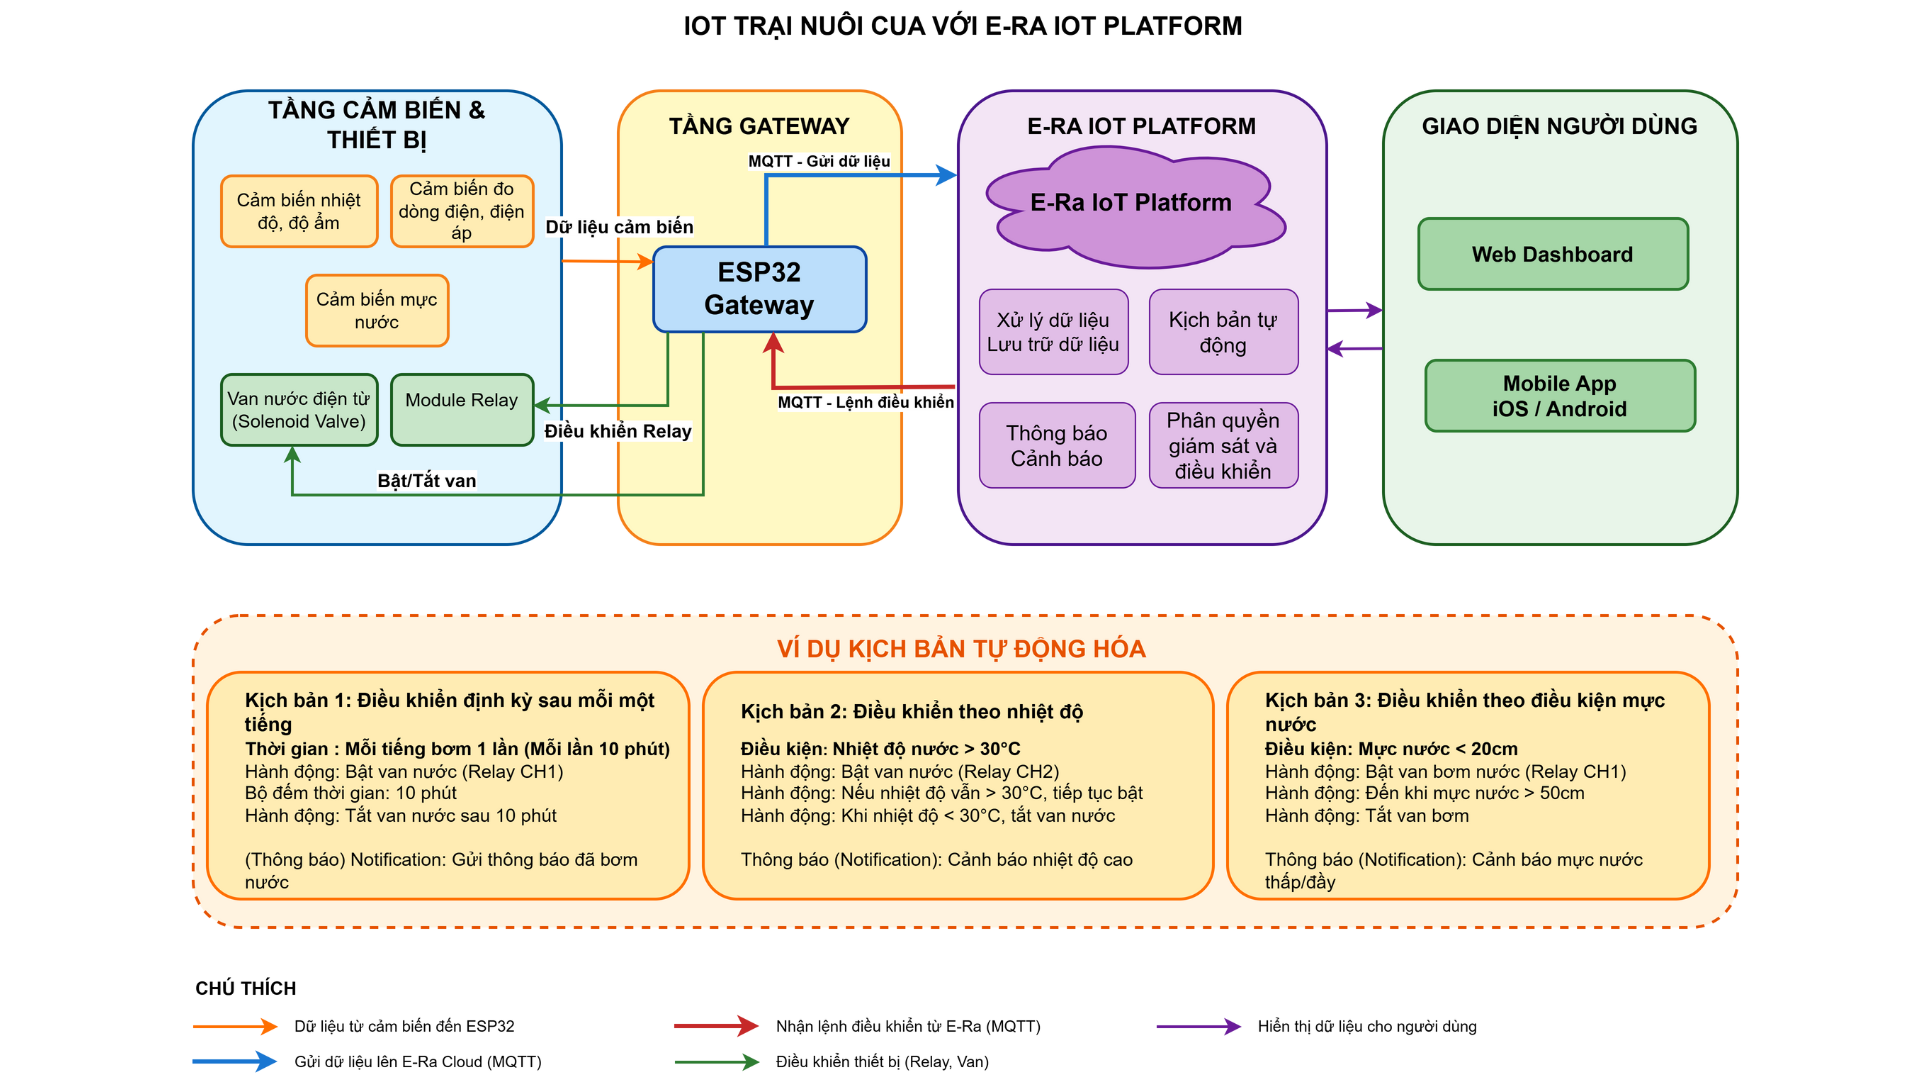 IOT TRẠI NUÔI CUA VỚI E-RA IOT PLATFORM
TẦNG CẢM BIẾN &
THIẾT BỊ
Cảm biến nhiệt
độ, độ ẩm
Cảm biến đo
dòng điện, điện
áp
Cảm biến mực
nước
Van nước điện từ
(Solenoid Valve)
Module Relay
Dữ liệu cảm biến
Điều khiển Relay
Bật/Tắt van
TẦNG GATEWAY
MQTT - Gửi dữ liệu
ESP32
Gateway
MQTT - Lệnh điều khiển
E-RA IOT PLATFORM
E-Ra IoT Platform
Xử lý dữ liệu
Lưu trữ dữ liệu
Kịch bản tự
động
Thông báo
Cảnh báo
Phân quyền
giám sát và
điều khiển
GIAO DIỆN NGƯỜI DÙNG
Web Dashboard
Mobile App
iOS / Android
VÍ DỤ KỊCH BẢN TỰ ĐỘNG HÓA
Kịch bản 1: Điều khiển định kỳ sau mỗi một
tiếng
Thời gian : Mỗi tiếng bơm 1 lần (Mỗi lần 10 phút)
Hành động: Bật van nước (Relay CH1)
Bộ đếm thời gian: 10 phút
Hành động: Tắt van nước sau 10 phút
(Thông báo) Notification: Gửi thông báo đã bơm
nước
Kịch bản 2: Điều khiển theo nhiệt độ
Điều kiện: Nhiệt độ nước > 30°C
Hành động: Bật van nước (Relay CH2)
Hành động: Nếu nhiệt độ vẫn > 30°C, tiếp tục bật
Hành động: Khi nhiệt độ < 30°C, tắt van nước
Thông báo (Notification): Cảnh báo nhiệt độ cao
Kịch bản 3: Điều khiển theo điều kiện mực
nước
Điều kiện: Mực nước < 20cm
Hành động: Bật van bơm nước (Relay CH1)
Hành động: Đến khi mực nước > 50cm
Hành động: Tắt van bơm
Thông báo (Notification): Cảnh báo mực nước
thấp/đầy
CHÚ THÍCH
Dữ liệu từ cảm biến đến ESP32
Nhận lệnh điều khiển từ E-Ra (MQTT)
Hiển thị dữ liệu cho người dùng
Gửi dữ liệu lên E-Ra Cloud (MQTT)
Điều khiển thiết bị (Relay, Van)